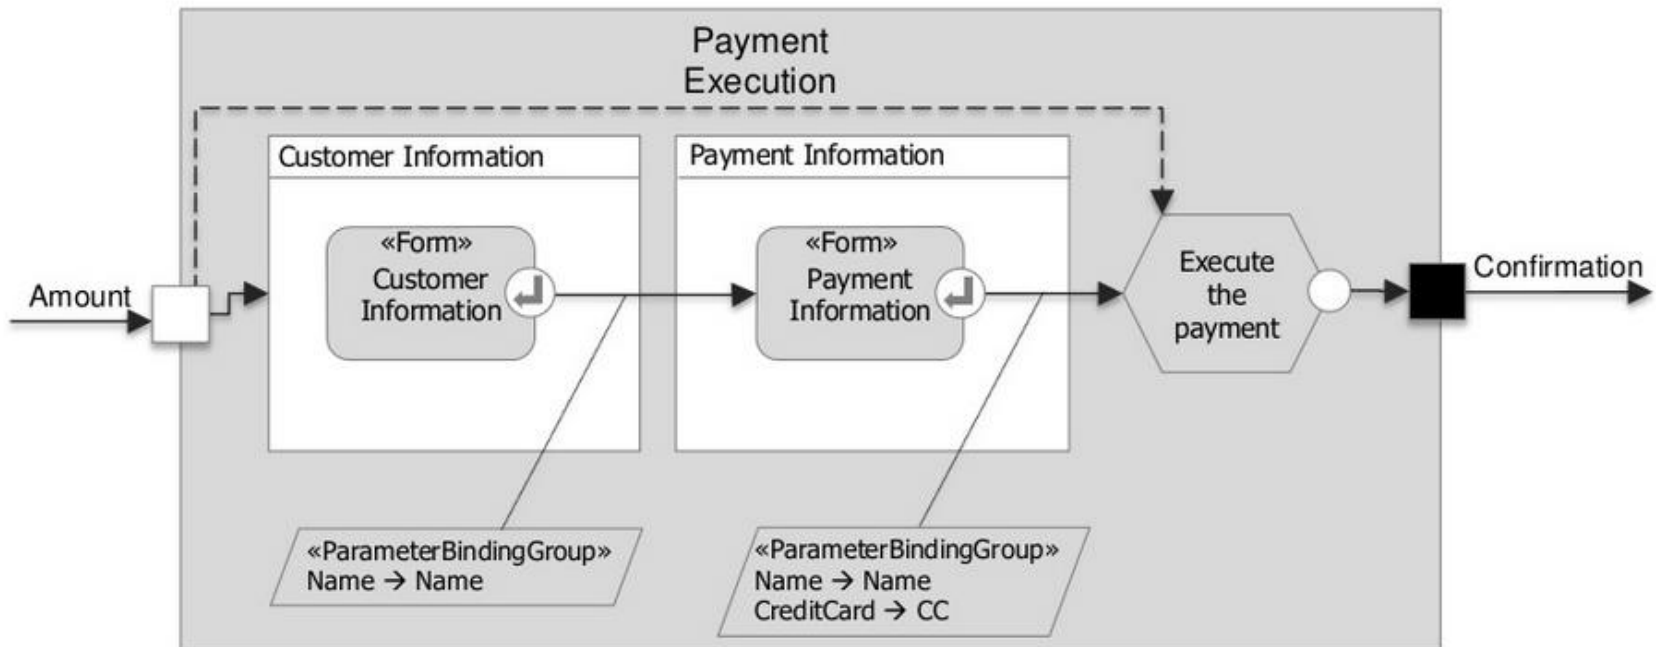 Payment
Execution
Customer Information
Payment Information
«Form»
Customer
Information
«Form»
Payment
Information
Execute
the
payment
Amount
Confirmation
«ParameterBindingGroup»
Name → Name
«ParameterBindingGroup»
Name → Name
CreditCard → CC